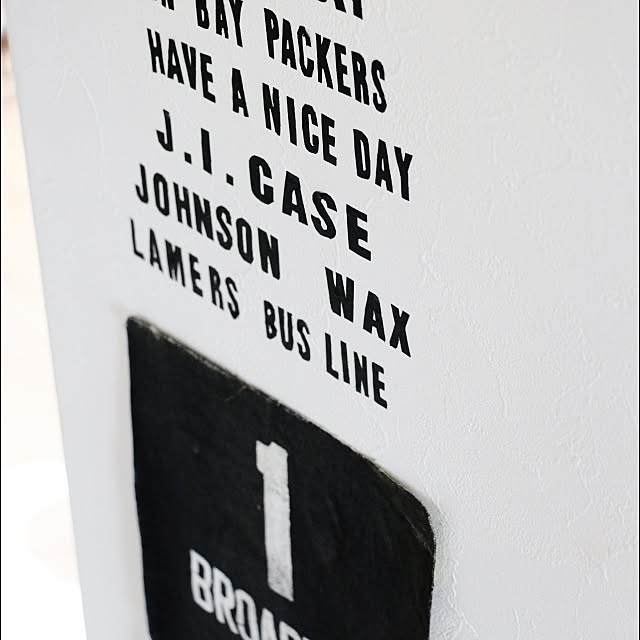 BAY PACKERS
HAVE A NICE DAY
J.I. CASE
JOHNSON WAX
LAMERS BUS LINE
1